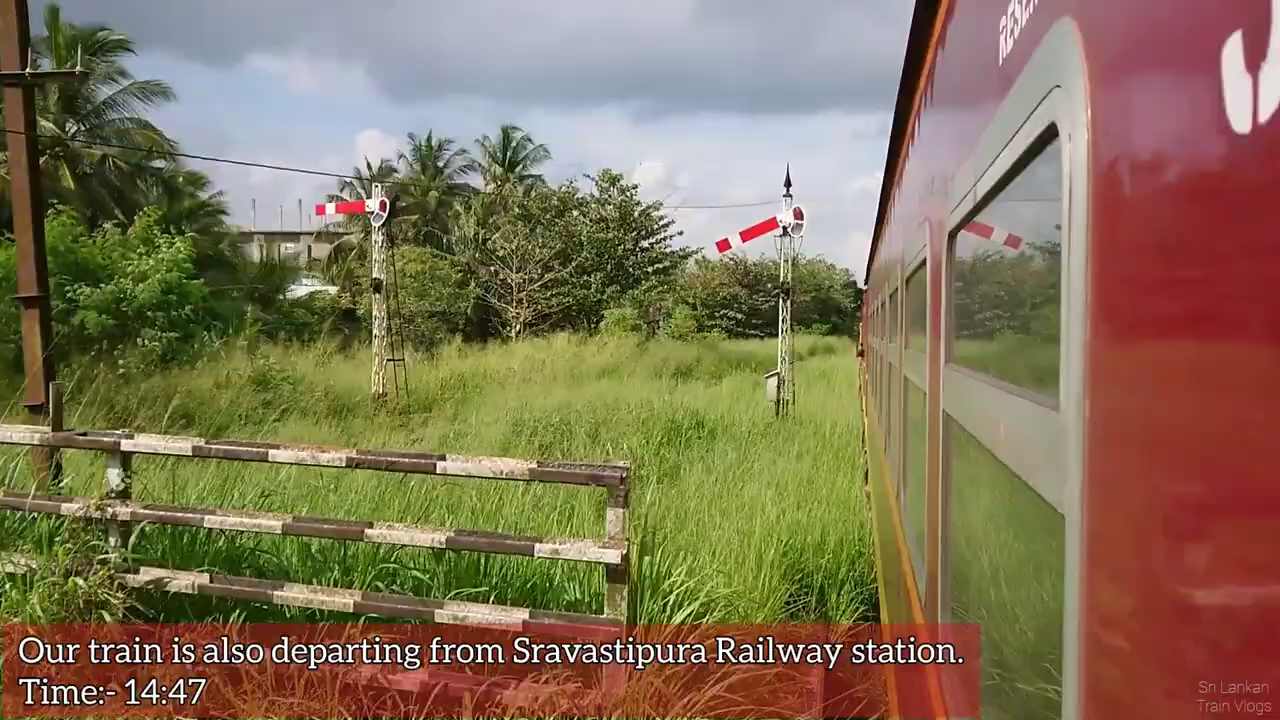 Our train is also departing from Sravastipura Railway station.
Time:- 14:47
Sri Lankan
Train Vlogs